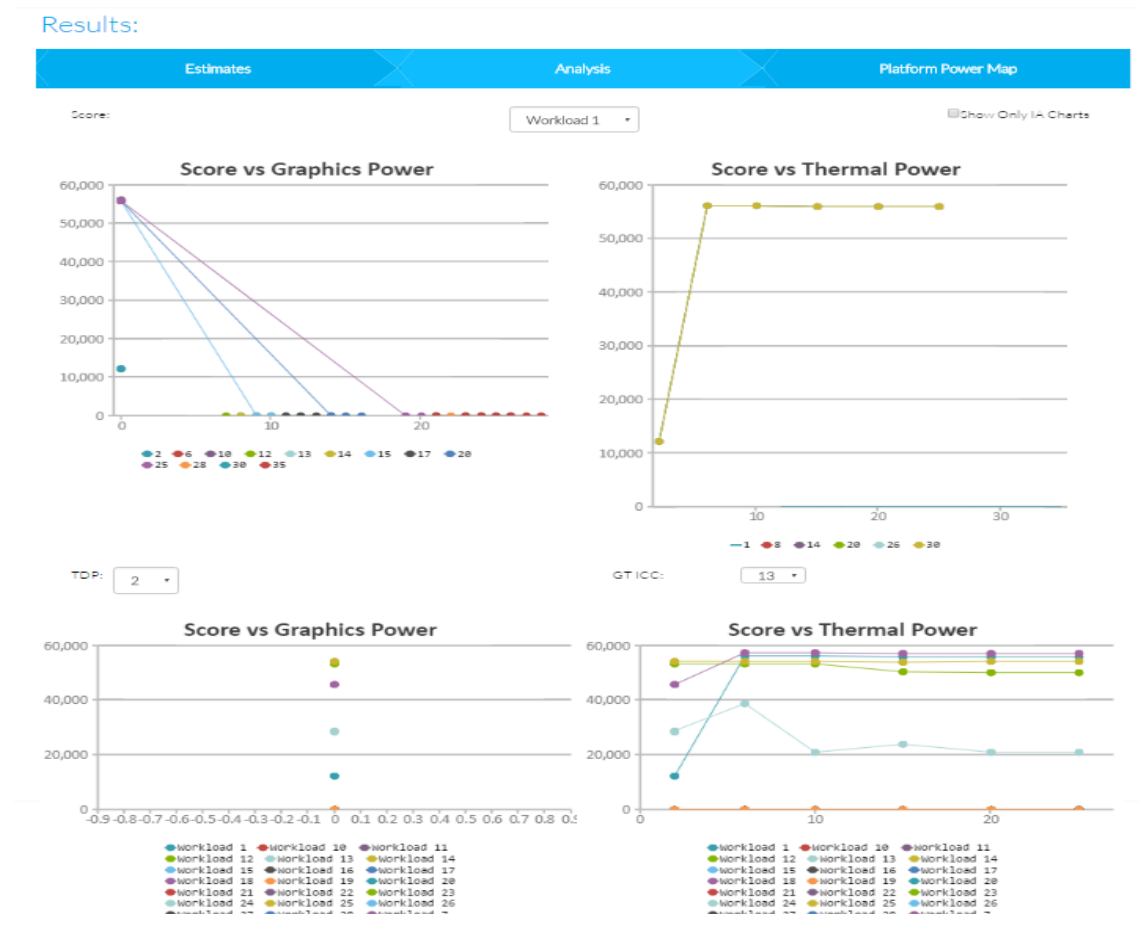 Results:
Estimates Analysis Platform Power Map
Score: Workload 1 Show Only IA Charts
Score vs Graphics Power
60,000
50,000
40,000
30,000
20,000
10,000
0
0 10 20
2 6 10 12 13 14 15 17 20
25 28 30 35
Score vs Thermal Power
60,000
50,000
40,000
30,000
20,000
10,000
0
10 20 30
1 8 14 20 26 30
TDP: 2
GT ICC: 13
Score vs Graphics Power
60,000
40,000
20,000
0
-0.9 -0.8 -0.7 -0.6 -0.5 -0.4 -0.3 -0.2 -0.1 0 0.1 0.2 0.3 0.4 0.5 0.6 0.7 0.8
Workload 1 Workload 10 Workload 11
Workload 12 Workload 13 Workload 14
Workload 15 Workload 16 Workload 17
Workload 18 Workload 19 Workload 20
Workload 21 Workload 22 Workload 23
Workload 24 Workload 25 Workload 26
Score vs Thermal Power
60,000
40,000
20,000
0
0 10 20
Workload 1 Workload 10 Workload 11
Workload 12 Workload 13 Workload 14
Workload 15 Workload 16 Workload 17
Workload 18 Workload 19 Workload 20
Workload 21 Workload 22 Workload 23
Workload 24 Workload 25 Workload 26